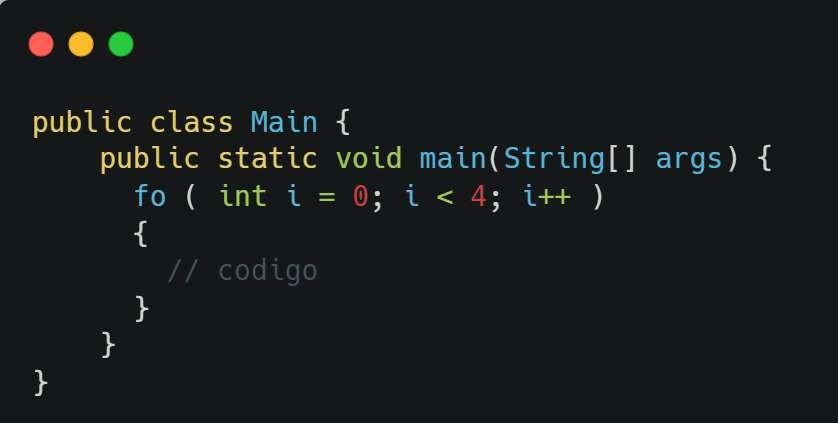 public class Main {
    public static void main(String[] args) {
      fo ( int i = 0; i < 4; i++ )
      {
        // codigo
      }
    }
}